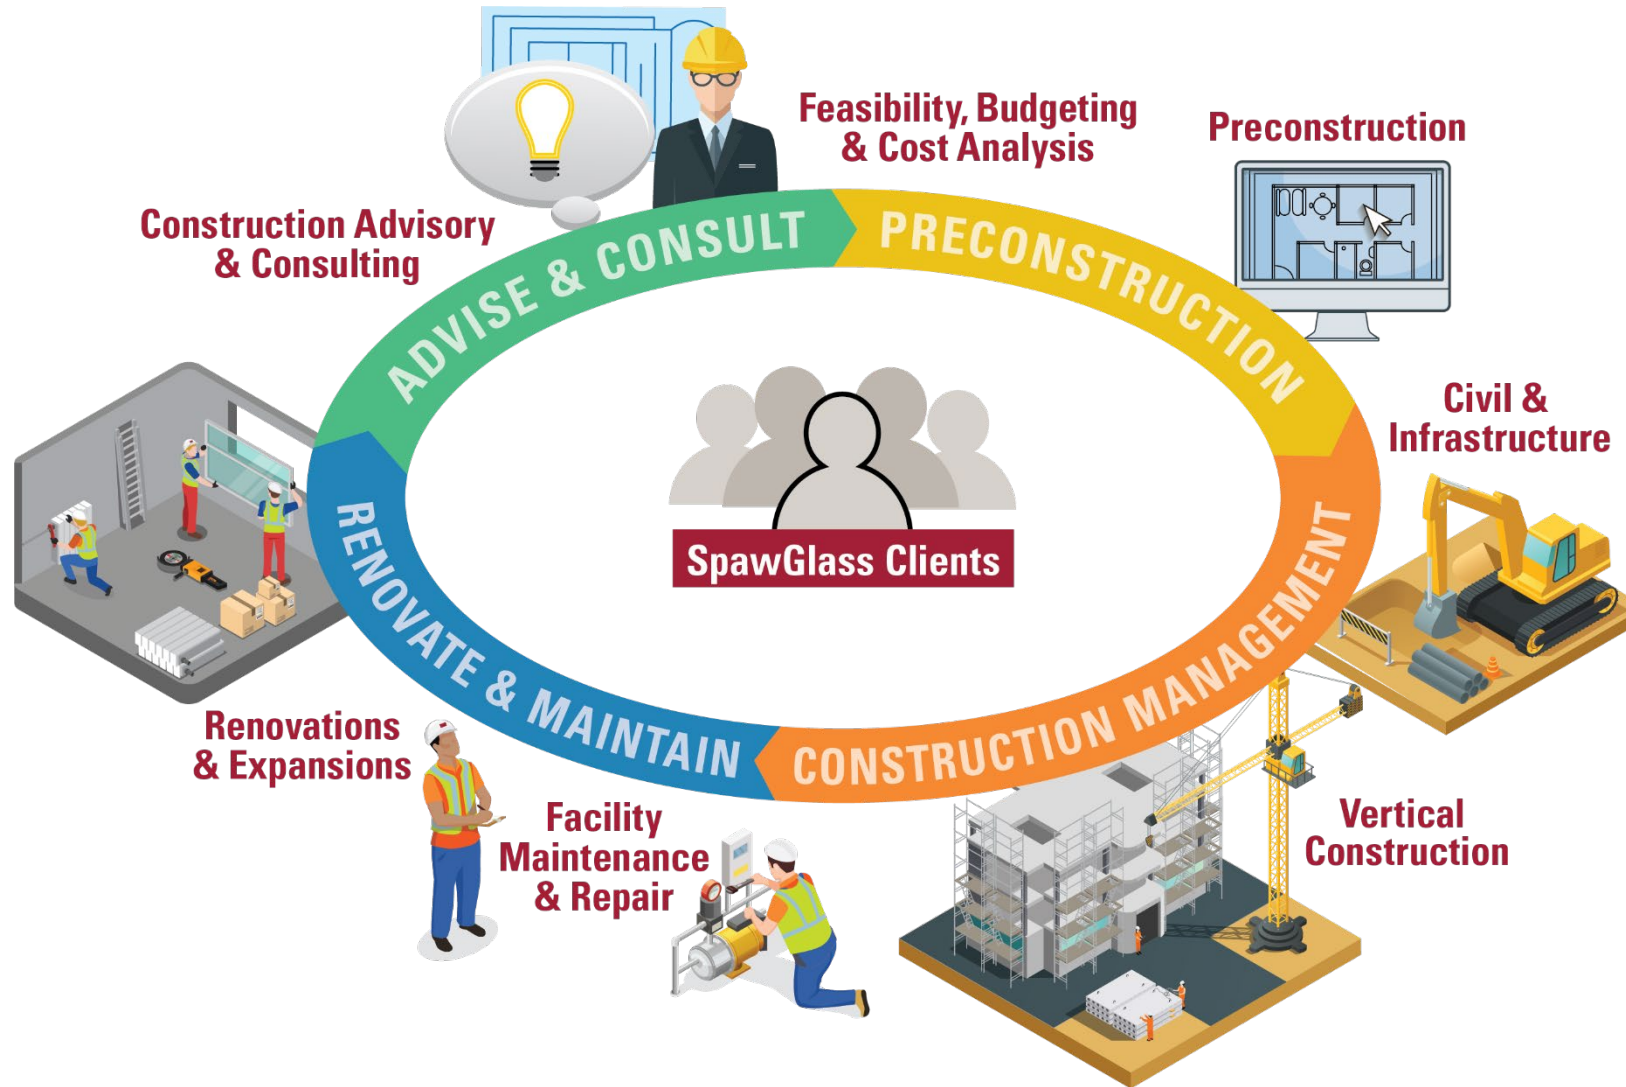 Feasibility, Budgeting
& Cost Analysis
Preconstruction
Construction Advisory
& Consulting
ADVISE & CONSULT
PRECONSTRUCTION
Civil &
Infrastructure
SpawGlass Clients
RENOVATE & MAINTAIN
CONSTRUCTION MANAGEMENT
Renovations
& Expansions
Facility
Maintenance
& Repair
Vertical
Construction